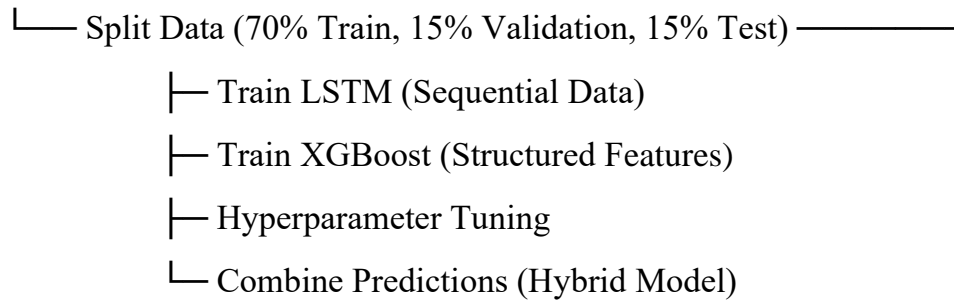 Split Data (70% Train, 15% Validation, 15% Test)
Train LSTM (Sequential Data)
Train XGBoost (Structured Features)
Hyperparameter Tuning
Combine Predictions (Hybrid Model)